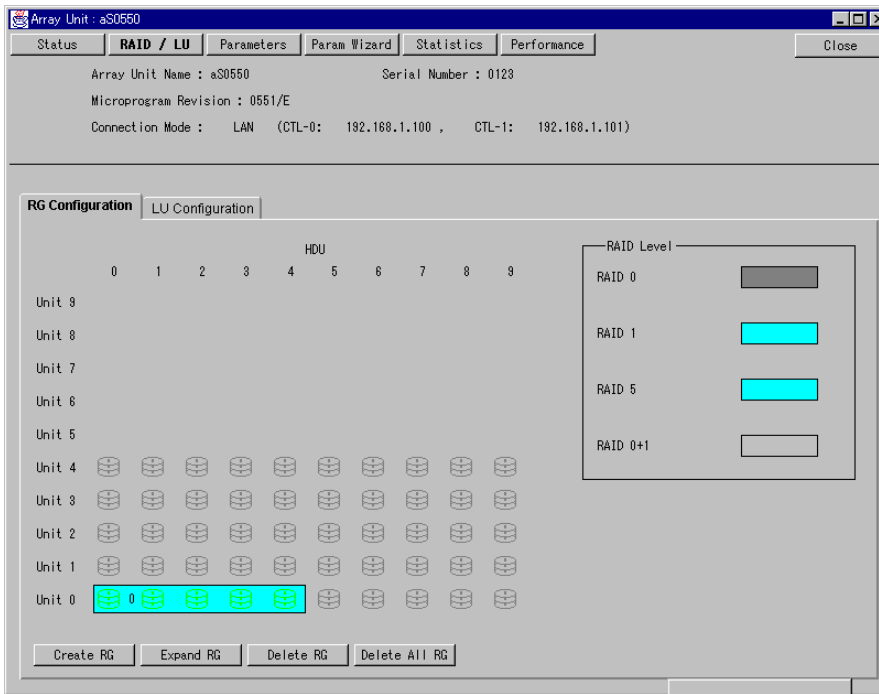 Array Unit : aS0550
Status RAID / LU Parameters Param Wizard Statistics Performance Close
Array Unit Name : aS0550 Serial Number : 0123
Microprogram Revision : 0551/E
Connection Mode : LAN (CTL-0: 192.168.1.100 , CTL-1: 192.168.1.101)
RG Configuration LU Configuration
HDU
0 1 2 3 4 5 6 7 8 9
Unit 9
Unit 8
Unit 7
Unit 6
Unit 5
Unit 4
Unit 3
Unit 2
Unit 1
Unit 0 0
RAID Level
RAID 0
RAID 1
RAID 5
RAID 0+1
Create RG Expand RG Delete RG Delete All RG